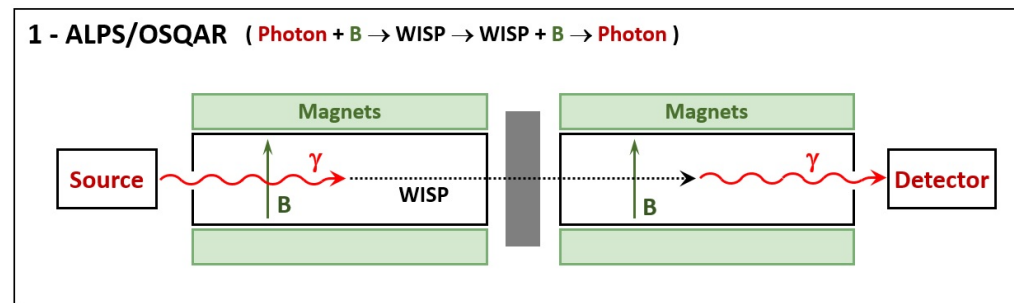 1 - ALPS/OSQAR ( Photon + B → WISP → WISP + B → Photon )
Magnets
Magnets
Source
γ
B
WISP
B
γ
Detector